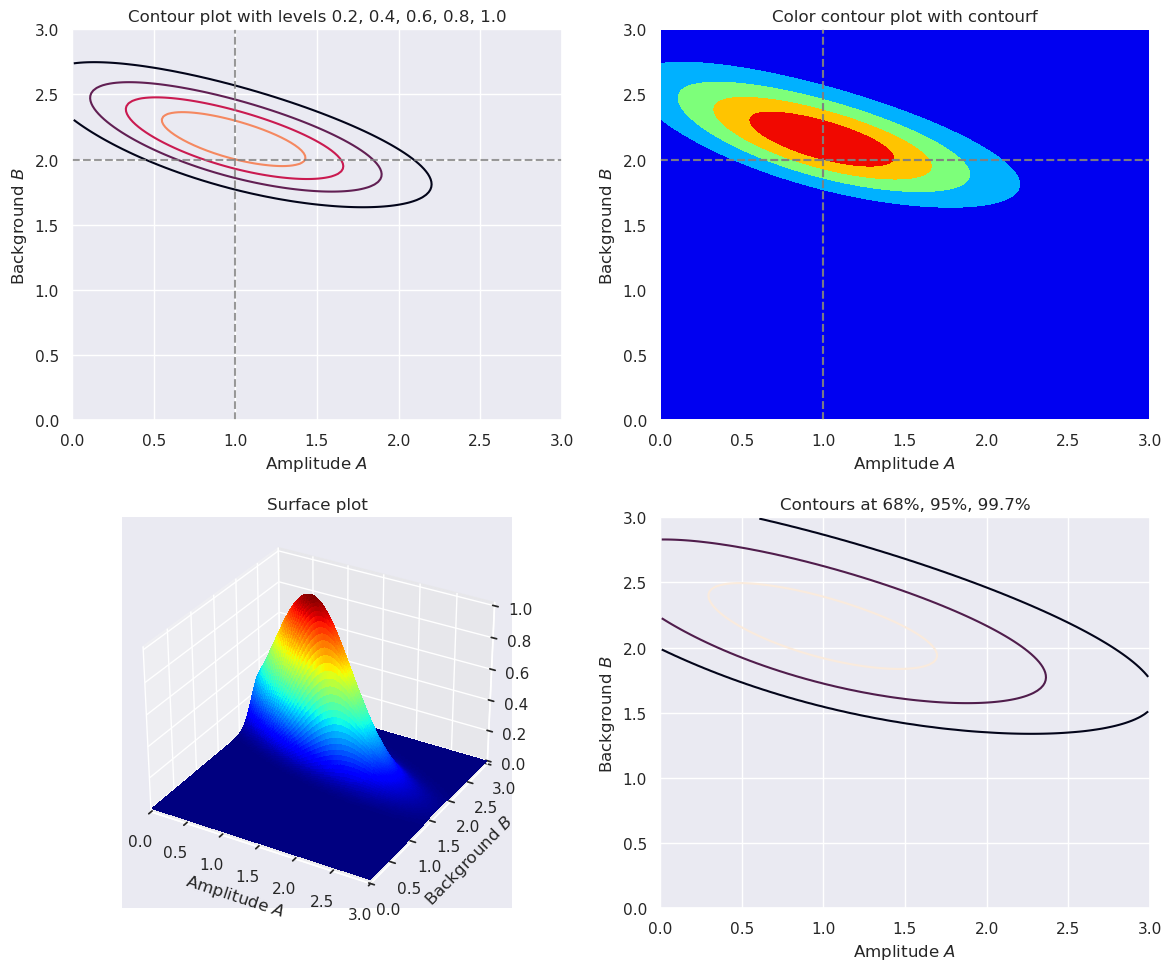 Contour plot with levels 0.2, 0.4, 0.6, 0.8, 1.0
3.0
2.5
2.0
1.5
1.0
0.5
0.0
Background B
0.0 0.5 1.0 1.5 2.0 2.5 3.0
Amplitude A
Color contour plot with contourf
3.0
2.5
2.0
1.5
1.0
0.5
0.0
Background B
0.0 0.5 1.0 1.5 2.0 2.5 3.0
Amplitude A
Surface plot
1.0
0.8
0.6
0.4
0.2
0.0
3.0
2.5
2.0
1.5
1.0
0.5
0.0
Background B
0.0 0.5 1.0 1.5 2.0 2.5 3.0
Amplitude A
Contours at 68%, 95%, 99.7%
3.0
2.5
2.0
1.5
1.0
0.5
0.0
Background B
0.0 0.5 1.0 1.5 2.0 2.5 3.0
Amplitude A